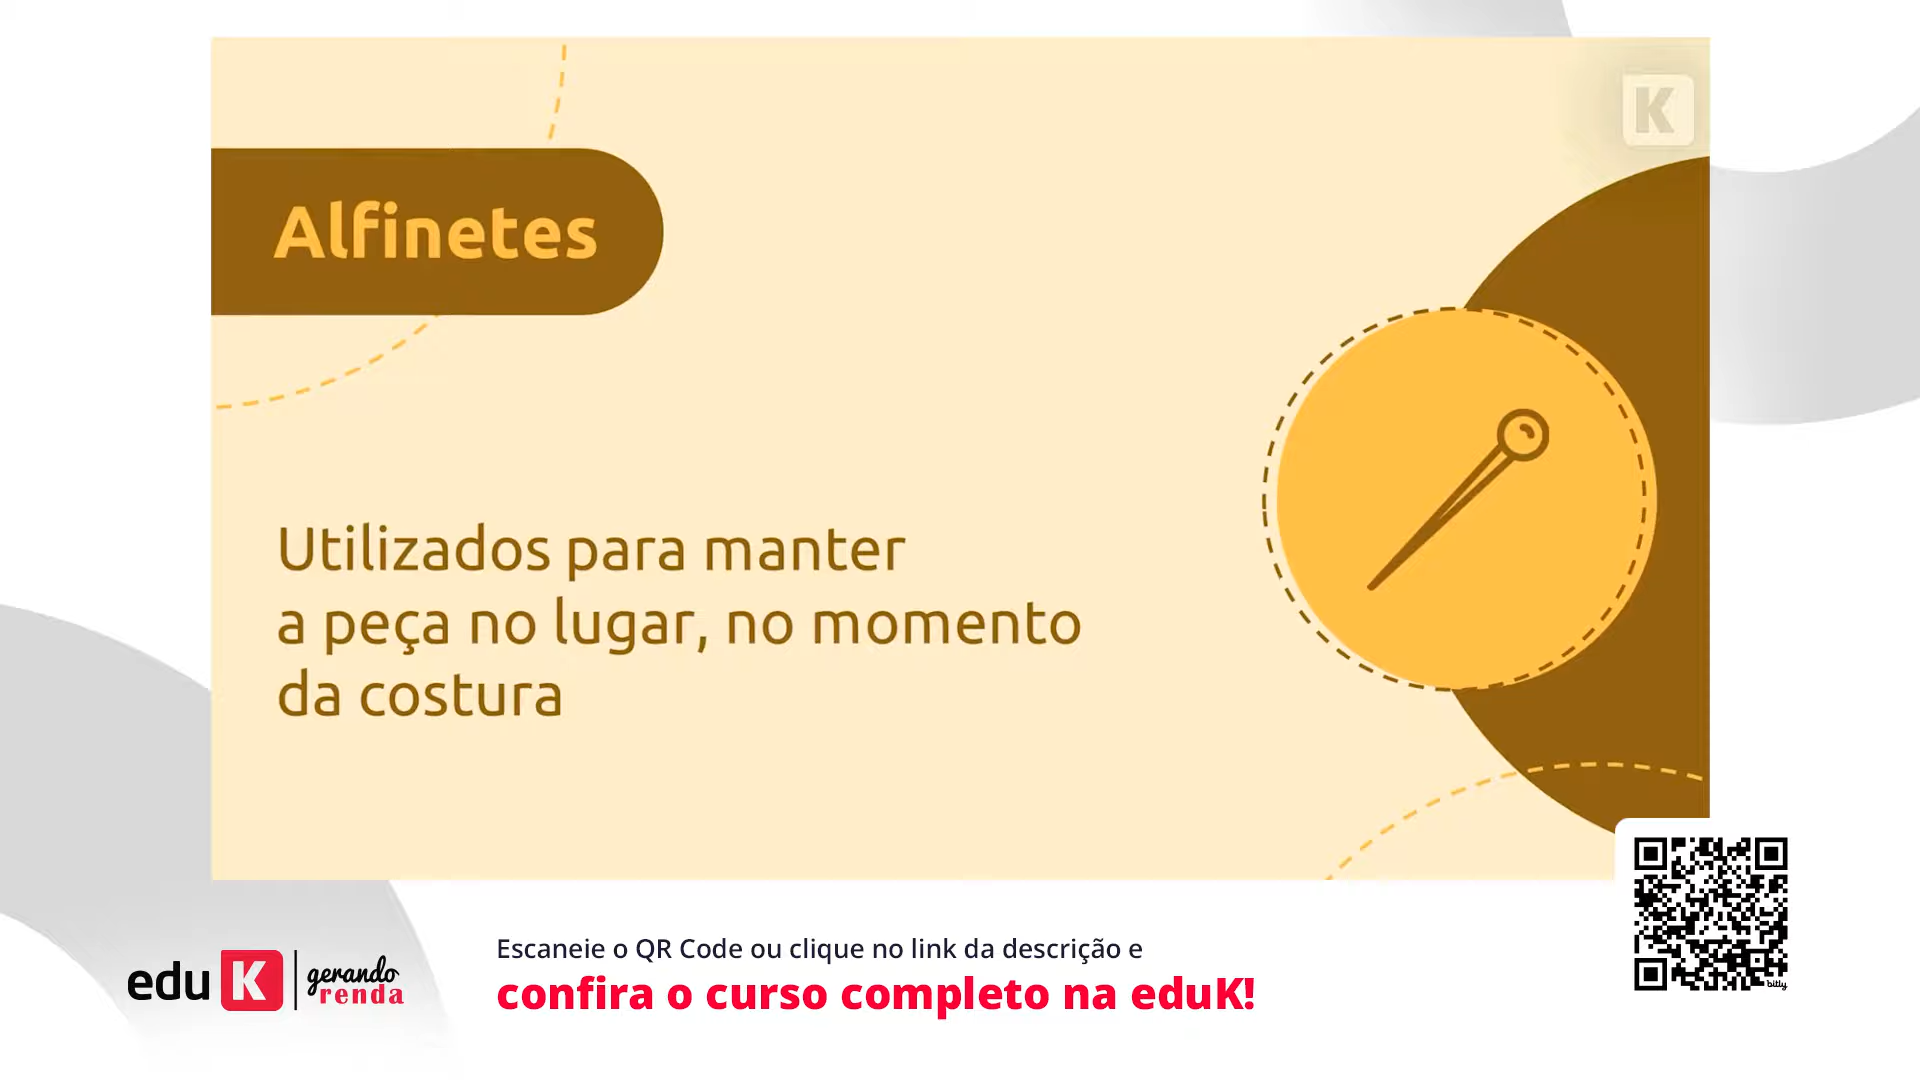 K
Alfinetes
Utilizados para manter
a peça no lugar, no momento
da costura
Escaneie o QR Code ou clique no link da descrição e
confira o curso completo na eduK!
eduK
gerando
renda
bitly